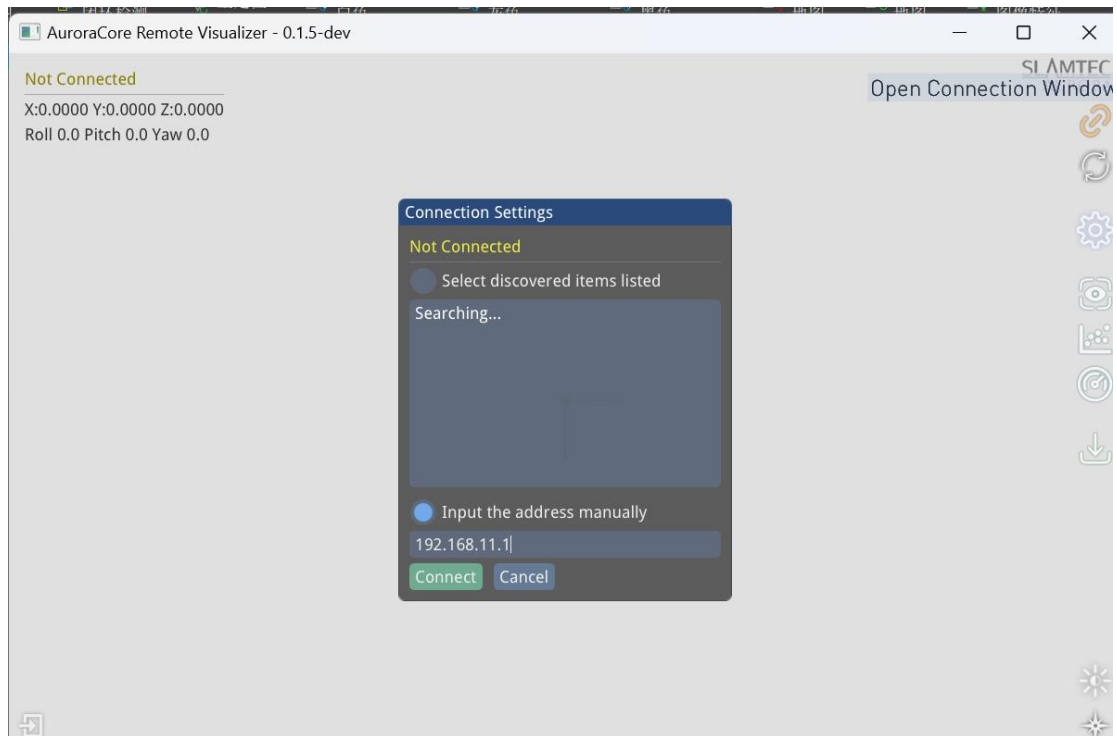 AuroraCore Remote Visualizer - 0.1.5-dev
SLAMTEC
Not Connected
Open Connection Window
X:0.0000 Y:0.0000 Z:0.0000
Roll 0.0 Pitch 0.0 Yaw 0.0
Connection Settings
Not Connected
Select discovered items listed
Searching...
Input the address manually
192.168.11.1
Connect Cancel